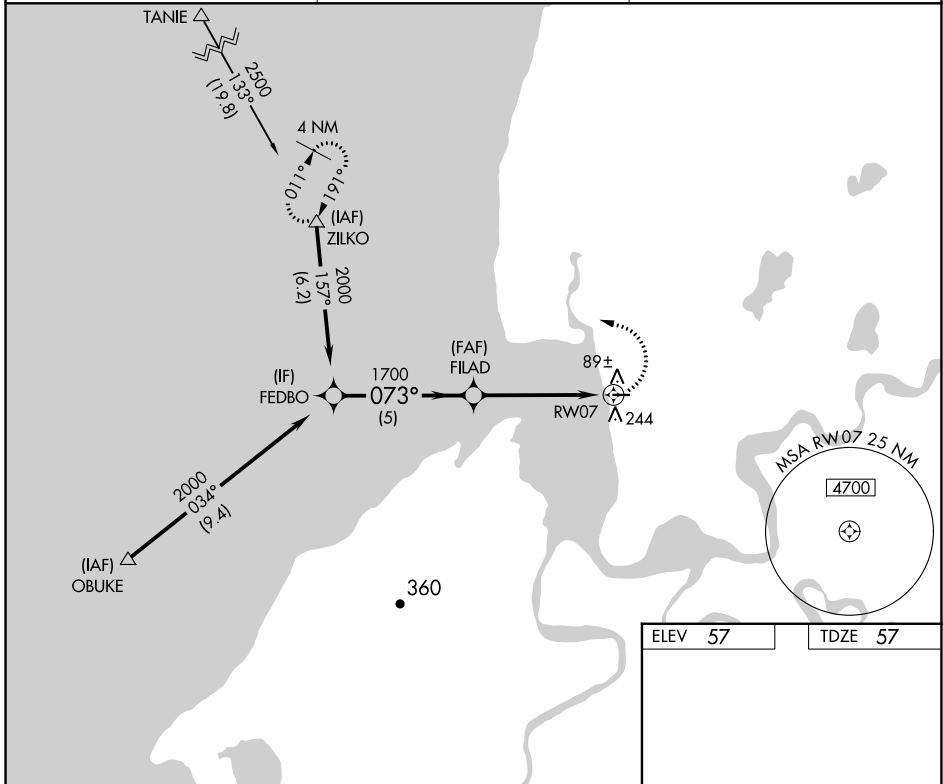 TANIE
2500
133°
(19.8)
4 NM
011°
191°
(IAF)
ZILKO
2000
157°
(6.2)
(IF)
FEDBO
1700
073°
(5)
(FAF)
FILAD
89±
RW07
244
2000
034°
(9.4)
(IAF)
OBUKE
360
MSA RW07 25 NM
4700
ELEV 57
TDZE 57